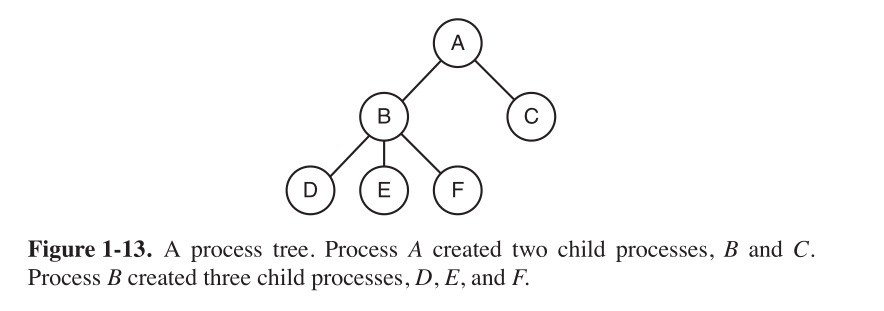 A
B
C
D
E
F
Figure 1-13. A process tree. Process A created two child processes, B and C.
Process B created three child processes, D, E, and F.